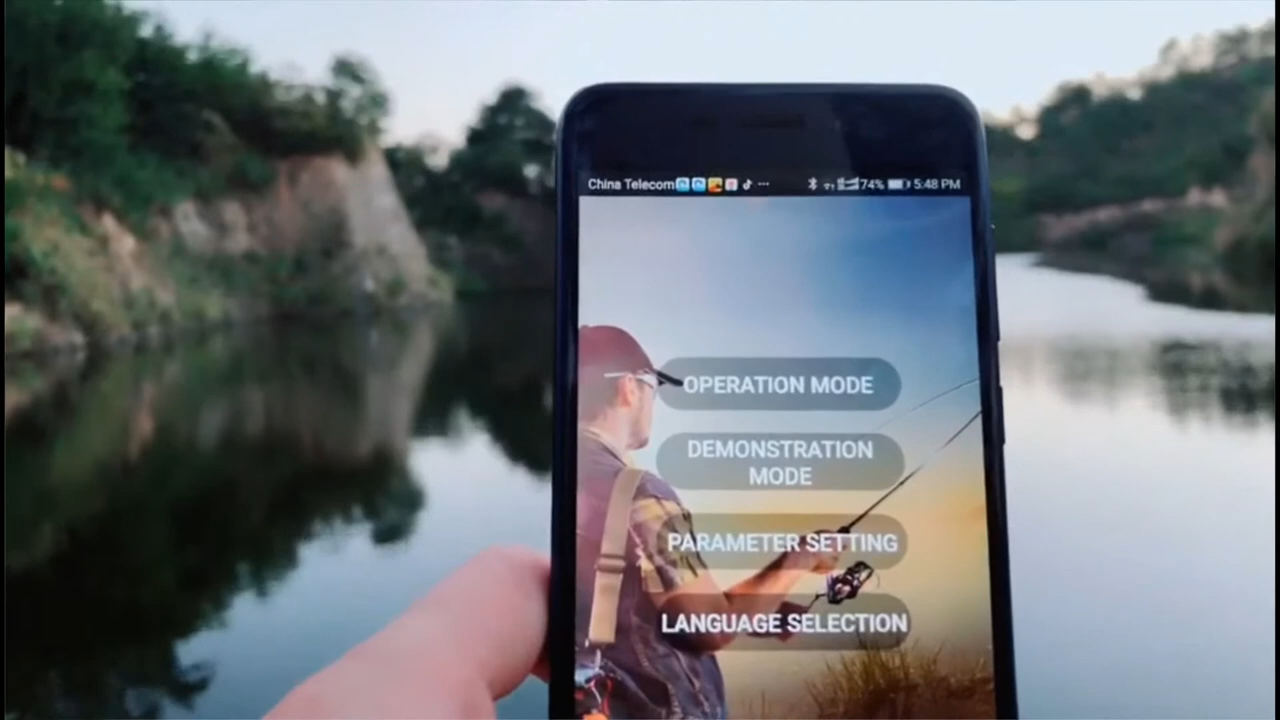 China Telecom ... 74% 5:48 PM
OPERATION MODE
DEMONSTRATION
MODE
PARAMETER SETTING
LANGUAGE SELECTION